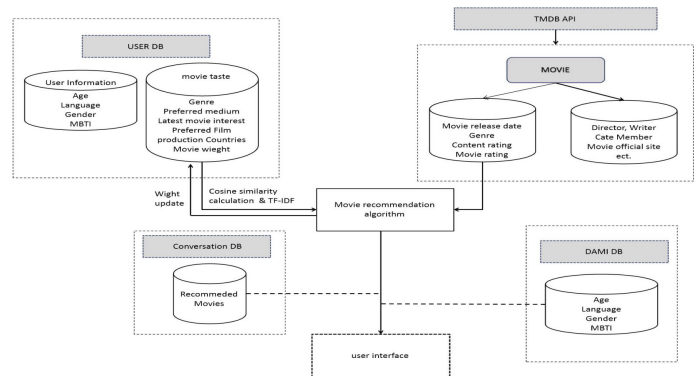 USER DB
User Information
Age
Language
Gender
MBTI
movie taste
Genre
Preferred medium
Latest movie interest
Preferred Film
production Countries
Movie wieght
TMDB API
MOVIE
Movie release date
Genre
Content rating
Movie rating
Director, Writer
Cate Member
Movie official site
ect.
Wight
update
Cosine similarity
calculation & TF-IDF
Movie recommendation
algorithm
Conversation DB
Recommeded
Movies
DAMI DB
Age
Language
Gender
MBTI
user interface